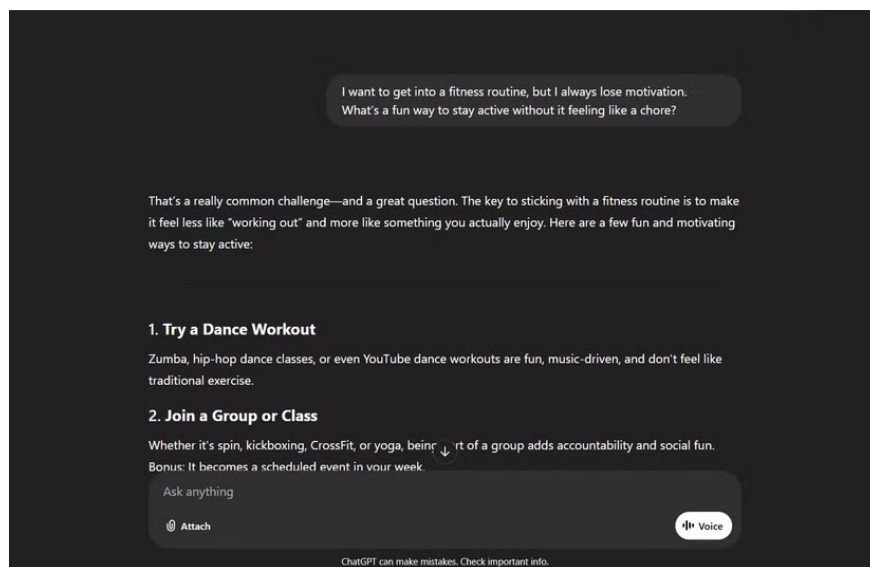 I want to get into a fitness routine, but I always lose motivation.
What's a fun way to stay active without it feeling like a chore?
That's a really common challenge—and a great question. The key to sticking with a fitness routine is to make
it feel less like “working out” and more like something you actually enjoy. Here are a few fun and motivating
ways to stay active:
1. Try a Dance Workout
Zumba, hip-hop dance classes, or even YouTube dance workouts are fun, music-driven, and don't feel like
traditional exercise.
2. Join a Group or Class
Whether it's spin, kickboxing, CrossFit, or yoga, being of a group adds accountability and social fun.
Bonus: It becomes a scheduled event in your week.
Ask anything
Attach
Voice
ChatGPT can make mistakes. Check important info.